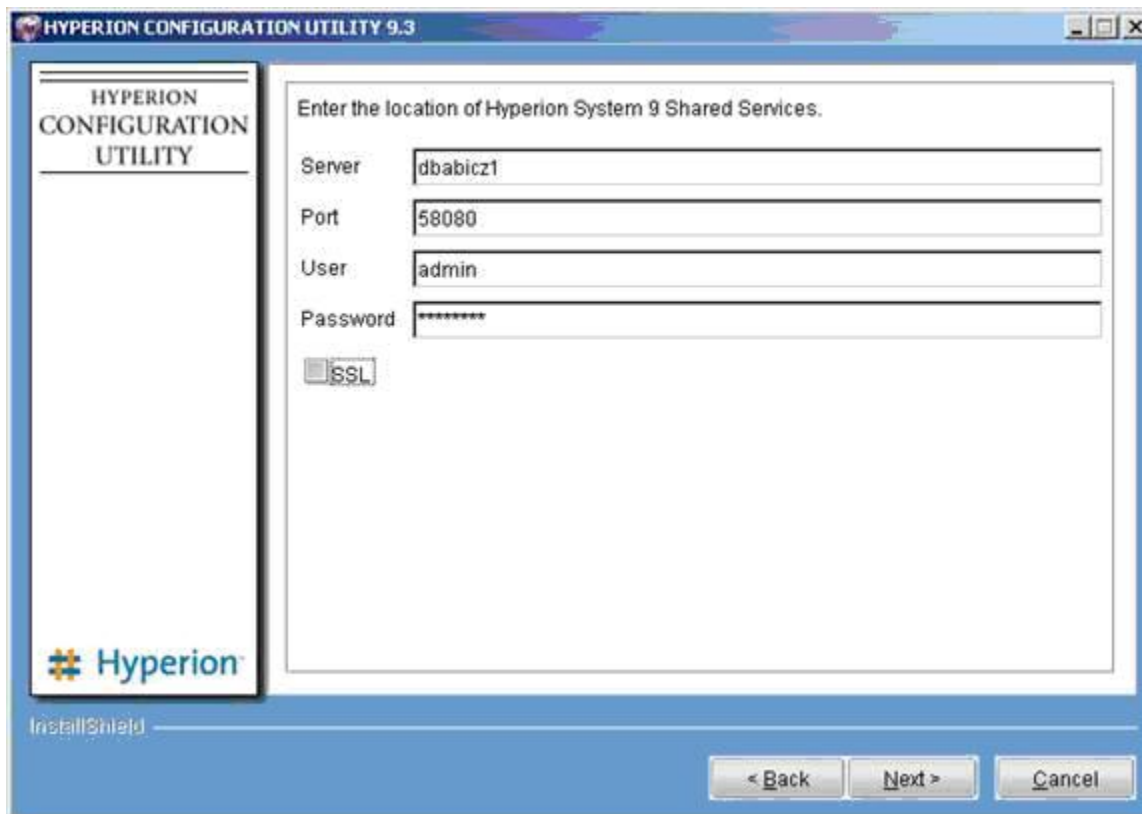 HYPERION CONFIGURATION UTILITY 9.3
HYPERION
CONFIGURATION
UTILITY
Enter the location of Hyperion System 9 Shared Services.
Server dbabicz1
Port 58080
User admin
Password ********
SSL
Hyperion
InstallShield
< Back Next > Cancel